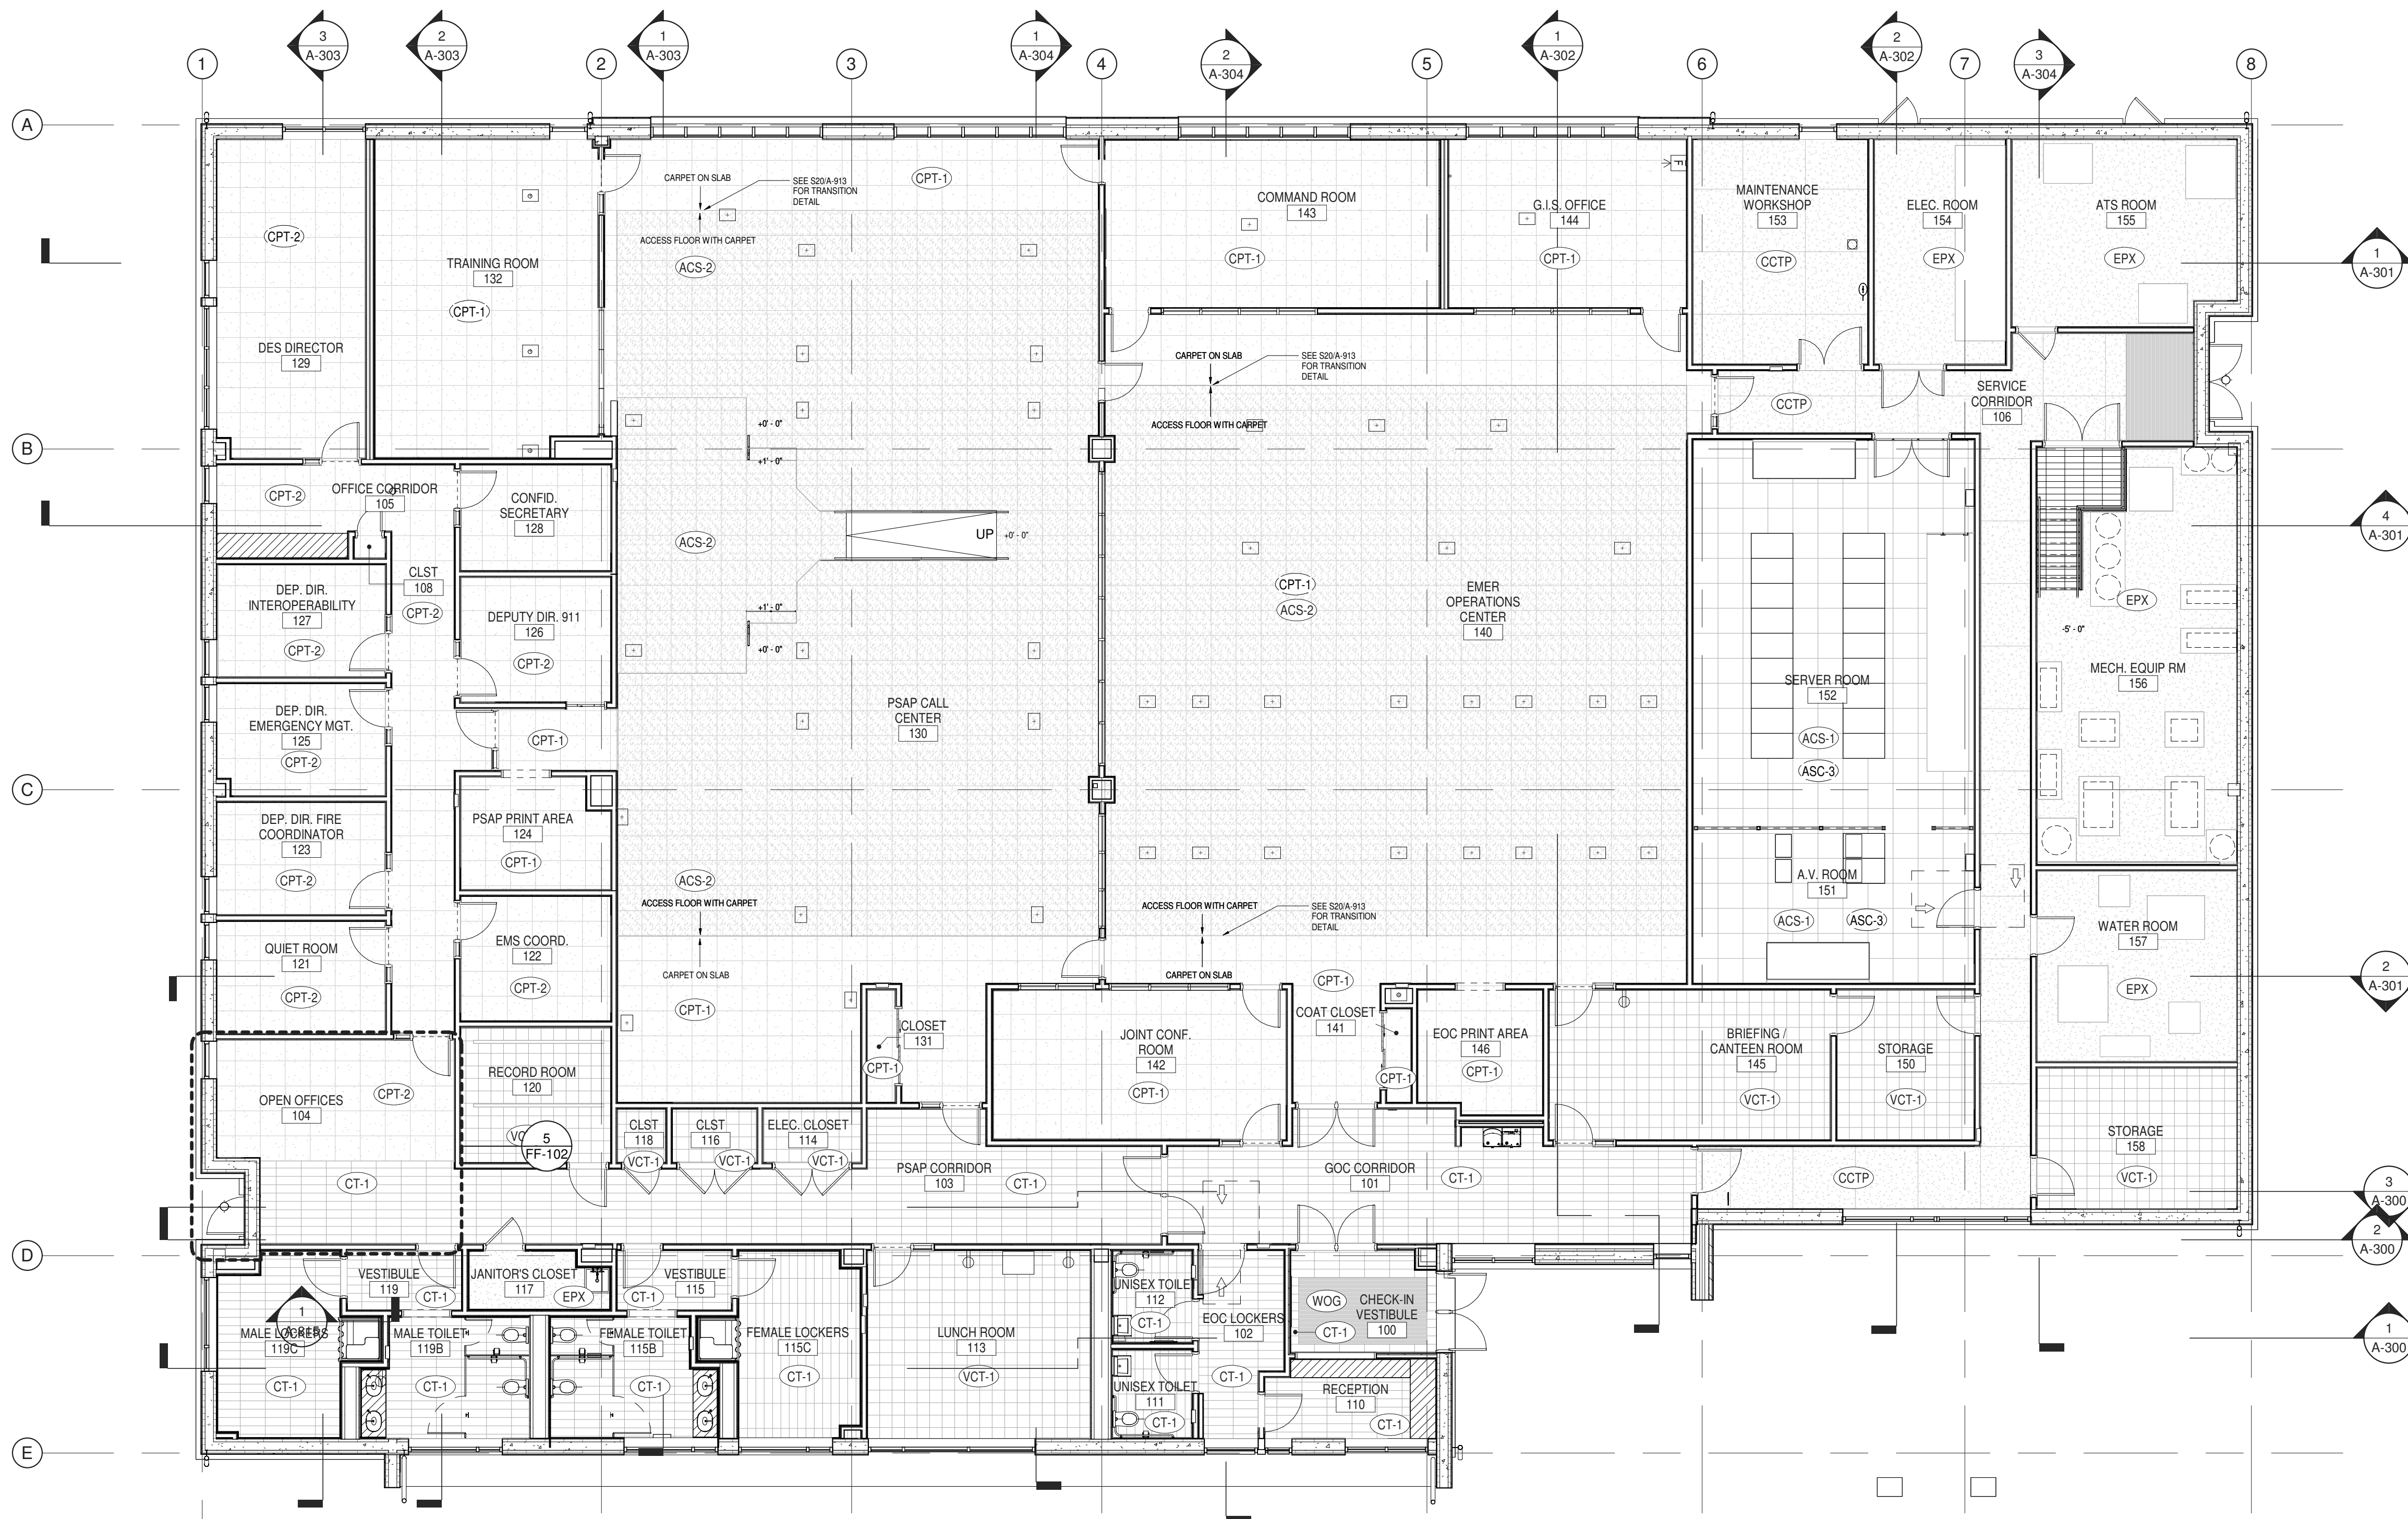 3
A-303
2
A-303
1
A-303
1
A-304
2
A-304
1
A-302
2
A-302
3
A-304
1
2
3
4
5
6
7
8
A
B
C
D
E
CPT-2
DES DIRECTOR
129
TRAINING ROOM
132
CPT-1
CARPET ON SLAB
SEE S20/A-913
FOR TRANSITION
DETAIL
ACCESS FLOOR WITH CARPET
ACS-2
CPT-1
COMMAND ROOM
143
CPT-1
F
G.I.S. OFFICE
144
CPT-1
MAINTENANCE
WORKSHOP
153
CCTP
ELEC. ROOM
154
EPX
ATS ROOM
155
EPX
1
A-301
CARPET ON SLAB
SEE S20/A-913
FOR TRANSITION
DETAIL
ACCESS FLOOR WITH CARPET
CCTP
SERVICE
CORRIDOR
106
+0' - 0"
+1' - 0"
UP
+0' - 0"
+1' - 0"
+0' - 0"
ACS-2
CPT-2
OFFICE CORRIDOR
105
CONFID.
SECRETARY
128
CLST
108
CPT-2
DEP. DIR.
INTEROPERABILITY
127
CPT-2
DEPUTY DIR. 911
126
CPT-2
DEP. DIR.
EMERGENCY MGT.
125
CPT-2
CPT-1
PSAP CALL
CENTER
130
CPT-1
ACS-2
EMER
OPERATIONS
CENTER
140
SERVER ROOM
152
ACS-1
ASC-3
EPX
-5' - 0"
MECH. EQUIP RM
156
4
A-301
DEP. DIR. FIRE
COORDINATOR
123
CPT-2
PSAP PRINT AREA
124
CPT-1
ACS-2
ACCESS FLOOR WITH CARPET
CARPET ON SLAB
CPT-1
ACCESS FLOOR WITH CARPET
SEE S20/A-913
FOR TRANSITION
DETAIL
CARPET ON SLAB
A.V. ROOM
151
ACS-1
ASC-3
WATER ROOM
157
EPX
2
A-301
QUIET ROOM
121
CPT-2
EMS COORD.
122
CPT-2
CLOSET
131
CPT-1
JOINT CONF.
ROOM
142
CPT-1
CPT-1
COAT CLOSET
141
CPT-1
EOC PRINT AREA
146
CPT-1
BRIEFING /
CANTEEN ROOM
145
VCT-1
STORAGE
150
VCT-1
STORAGE
158
VCT-1
OPEN OFFICES
104
CPT-2
CT-1
RECORD ROOM
120
5
FF-102
CLST
118
VCT-1
CLST
116
VCT-1
ELEC. CLOSET
114
VCT-1
PSAP CORRIDOR
103
CT-1
GOC CORRIDOR
101
CT-1
CCTP
3
A-300
2
A-300
VESTIBULE
119
CT-1
JANITOR'S CLOSET
117
EPX
VESTIBULE
115
CT-1
UNISEX TOILET
112
CT-1
EOC LOCKERS
102
CT-1
WOG
CT-1
CHECK-IN
VESTIBULE
100
1
A-300
1
MALE LOCKERS
119C
CT-1
MALE TOILET
119B
CT-1
FEMALE TOILET
115B
CT-1
FEMALE LOCKERS
115C
CT-1
LUNCH ROOM
113
VCT-1
UNISEX TOILET
111
CT-1
RECEPTION
110
CT-1